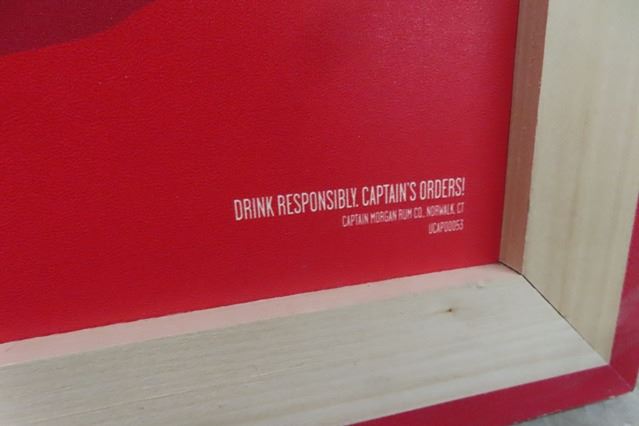 DRINK RESPONSIBLY. CAPTAIN'S ORDERS!
CAPTAIN MORGAN RUM CO., NORWALK, CT
UCAP00053